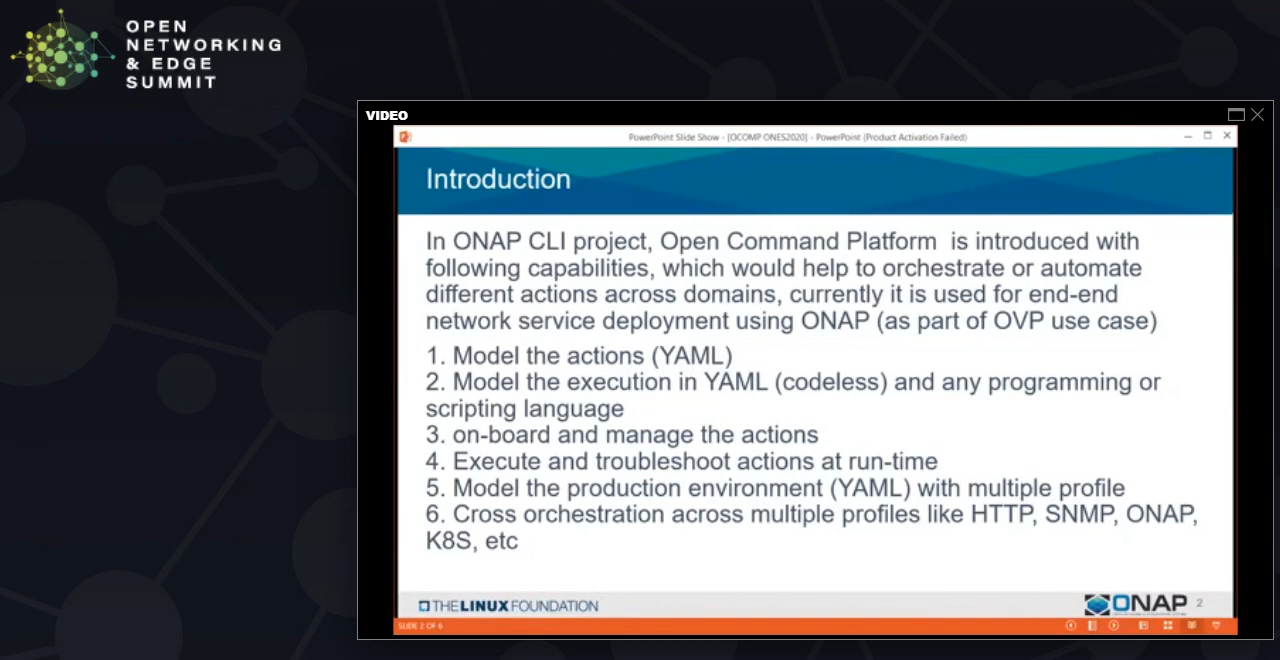 OPEN
NETWORKING
& EDGE
SUMMIT
VIDEO
PowerPoint Slide Show - [OCOMP ONES2020] - PowerPoint (Product Activation Failed)
Introduction
In ONAP CLI project, Open Command Platform is introduced with
following capabilities, which would help to orchestrate or automate
different actions across domains, currently it is used for end-end
network service deployment using ONAP (as part of OVP use case)
1. Model the actions (YAML)
2. Model the execution in YAML (codeless) and any programming or
scripting language
3. on-board and manage the actions
4. Execute and troubleshoot actions at run-time
5. Model the production environment (YAML) with multiple profile
6. Cross orchestration across multiple profiles like HTTP, SNMP, ONAP,
K8S, etc
THE LINUX FOUNDATION
ONAP
2
SLIDE 2 OF 6